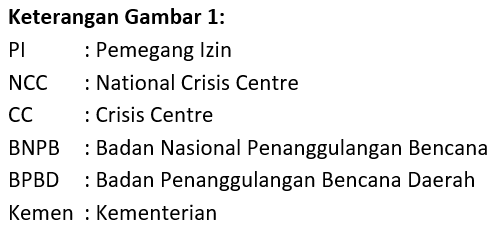 Keterangan Gambar 1:
PI : Pemegang Izin
NCC : National Crisis Centre
CC : Crisis Centre
BNPB : Badan Nasional Penanggulangan Bencana
BPBD : Badan Penanggulangan Bencana Daerah
Kemen : Kementerian